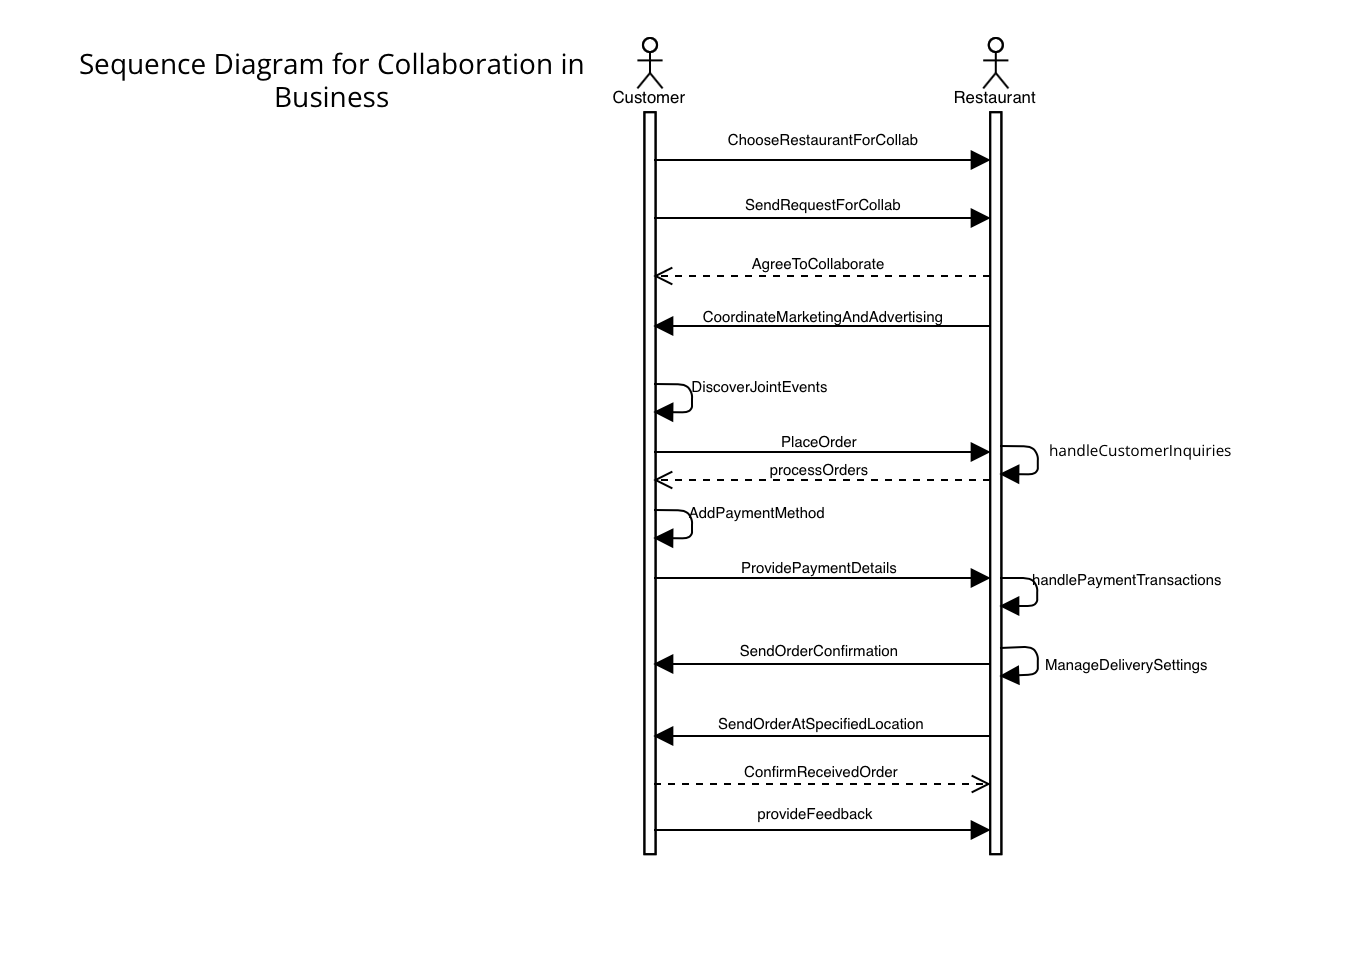 Sequence Diagram for Collaboration in
Business
Customer
Restaurant
ChooseRestaurantForCollab
SendRequestForCollab
AgreeToCollaborate
CoordinateMarketingAndAdvertising
DiscoverJointEvents
PlaceOrder
handleCustomerInquiries
processOrders
AddPaymentMethod
ProvidePaymentDetails
handlePaymentTransactions
SendOrderConfirmation
ManageDeliverySettings
SendOrderAtSpecifiedLocation
ConfirmReceivedOrder
provideFeedback